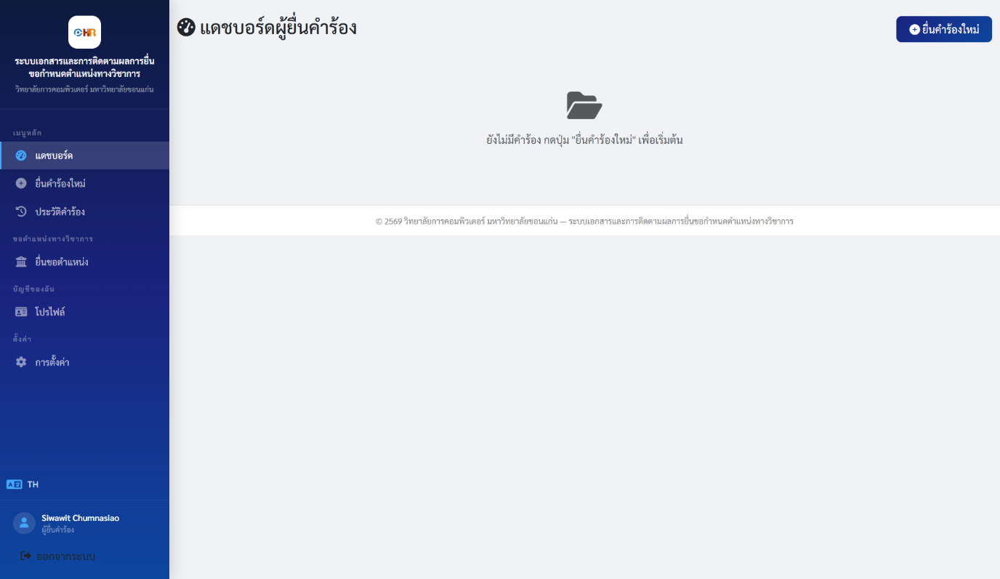 CHR
ระบบเอกสารและการติดตามผลการยื่น
ขอกำหนดตำแหน่งทางวิชาการ
วิทยาลัยการคอมพิวเตอร์ มหาวิทยาลัยขอนแก่น
เมนูหลัก
แดชบอร์ด
ยื่นคำร้องใหม่
ประวัติคำร้อง
ขอตำแหน่งทางวิชาการ
ยื่นขอตำแหน่ง
บัญชีของฉัน
โปรไฟล์
ตั้งค่า
การตั้งค่า
TH
Siwawit Chumnasiao
ผู้ยื่นคำร้อง
ออกจากระบบ
แดชบอร์ดผู้ยื่นคำร้อง
ยื่นคำร้องใหม่
ยังไม่มีคำร้อง กดปุ่ม "ยื่นคำร้องใหม่" เพื่อเริ่มต้น
© 2569 วิทยาลัยการคอมพิวเตอร์ มหาวิทยาลัยขอนแก่น — ระบบเอกสารและการติดตามผลการยื่นขอกำหนดตำแหน่งทางวิชาการ